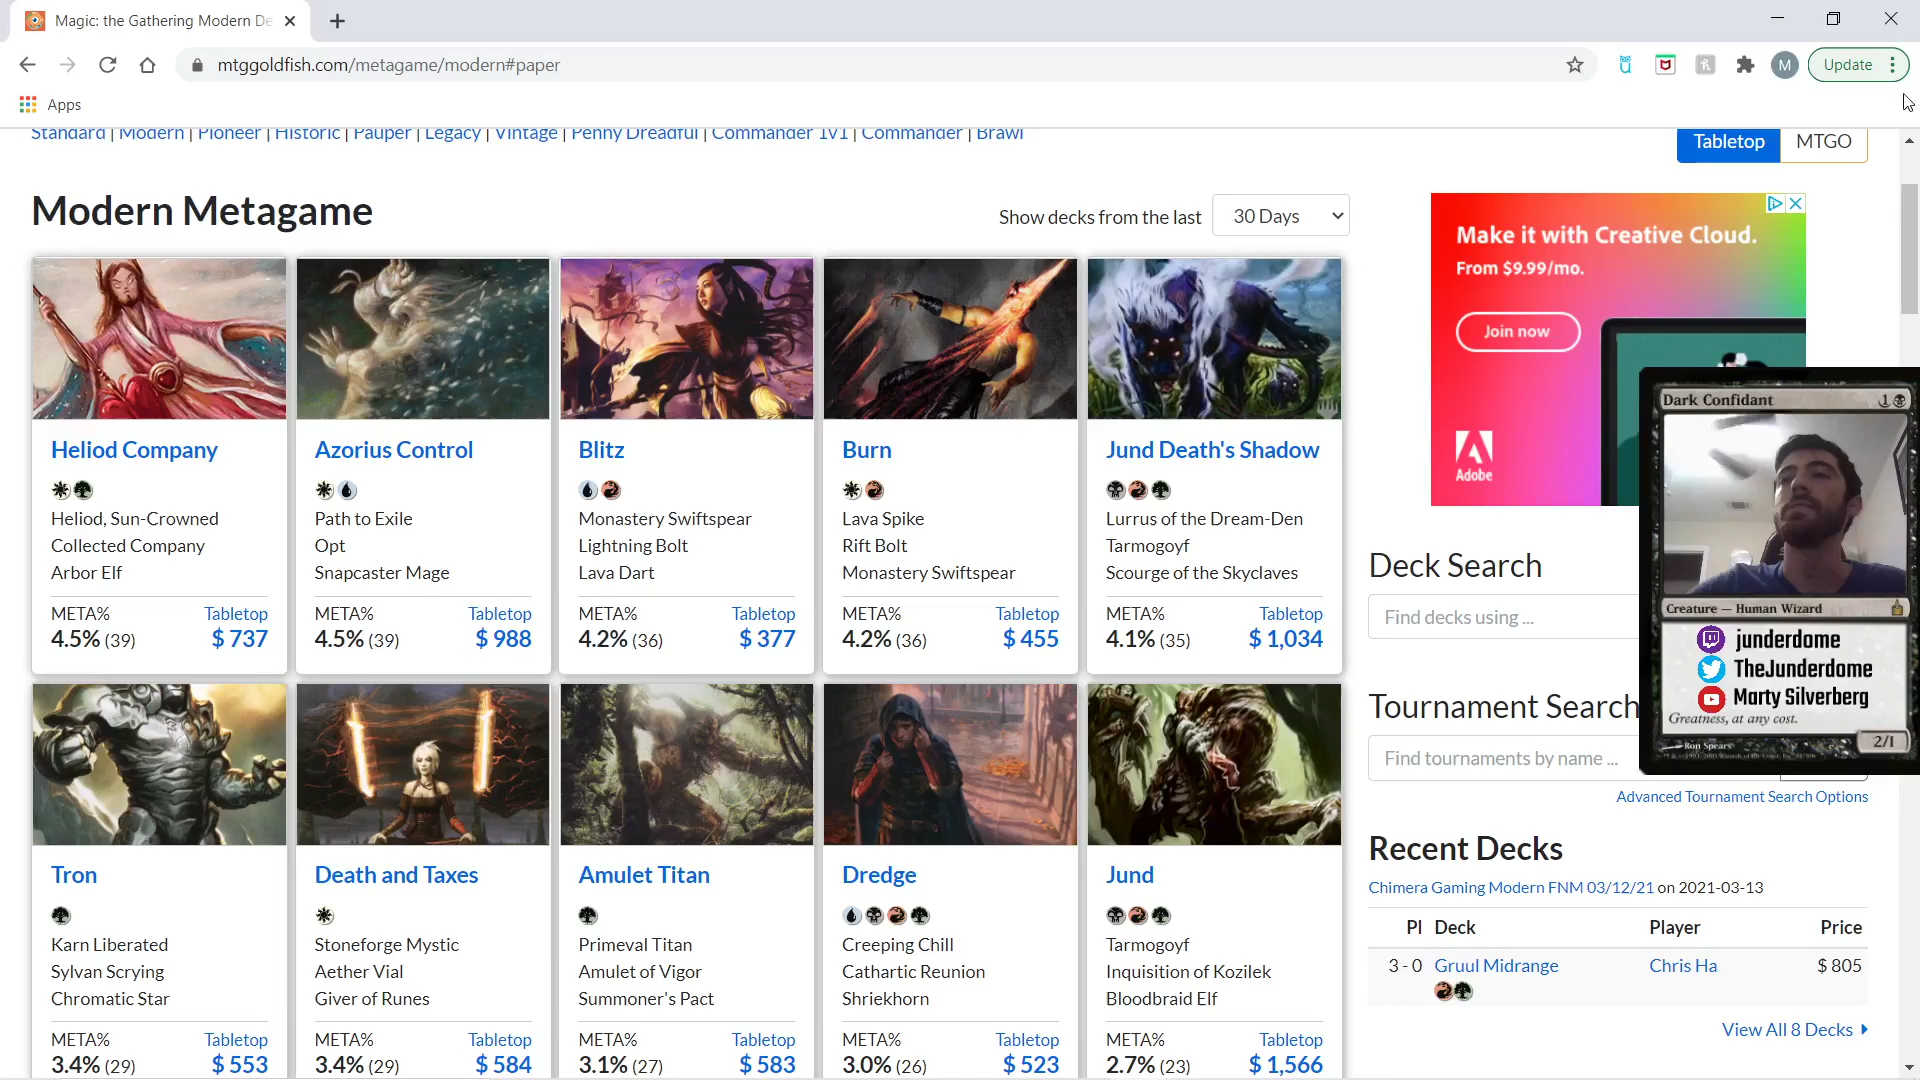 Magic: the Gathering Modern De
mtggoldfish.com/metagame/modern#paper
M
Update
Apps
Standard | Modern | Pioneer | Historic | Pauper | Legacy | Vintage | Penny Dreadful | Commander 1v1 | Commander | Brawl
Tabletop MTGO
Modern Metagame
Show decks from the last 30 Days
Make it with Creative Cloud.
From $9.99/mo.
Join now
Adobe
Heliod Company
Heliod, Sun-Crowned
Collected Company
Arbor Elf
META% Tabletop
4.5% (39) $ 737
Azorius Control
Path to Exile
Opt
Snapcaster Mage
META% Tabletop
4.5% (39) $ 988
Blitz
Monastery Swiftspear
Lightning Bolt
Lava Dart
META% Tabletop
4.2% (36) $ 377
Burn
Lava Spike
Rift Bolt
Monastery Swiftspear
META% Tabletop
4.2% (36) $ 455
Jund Death's Shadow
Lurrus of the Dream-Den
Tarmogoyf
Scourge of the Skyclaves
META% Tabletop
4.1% (35) $ 1,034
Tron
Karn Liberated
Sylvan Scrying
Chromatic Star
META% Tabletop
3.4% (29) $ 553
Death and Taxes
Stoneforge Mystic
Aether Vial
Giver of Runes
META% Tabletop
3.4% (29) $ 584
Amulet Titan
Primeval Titan
Amulet of Vigor
Summoner's Pact
META% Tabletop
3.1% (27) $ 583
Dredge
Creeping Chill
Cathartic Reunion
Shriekhorn
META% Tabletop
3.0% (26) $ 523
Jund
Tarmogoyf
Inquisition of Kozilek
Bloodbraid Elf
META% Tabletop
2.7% (23) $ 1,566
Deck Search
Find decks using ...
Tournament Search
Find tournaments by name ...
Advanced Tournament Search Options
Dark Confidant 1
Creature — Human Wizard
junderdome
TheJunderdome
Marty Silverberg
Greatness, at any cost.
Ron Spears
2/1
Recent Decks
Chimera Gaming Modern FNM 03/12/21 on 2021-03-13
Pl Deck Player Price
3 - 0 Gruul Midrange Chris Ha $ 805
View All 8 Decks